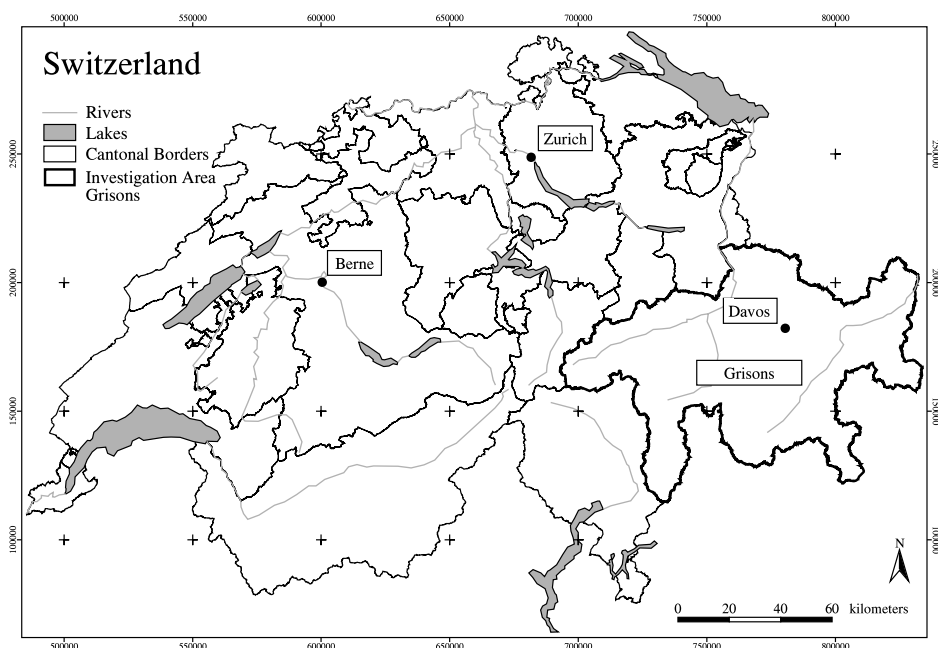 500000 550000 600000 650000 700000 750000 800000
Switzerland
Rivers
Lakes
Cantonal Borders
Investigation Area
Grisons
Zurich
Berne
Davos
Grisons
250000
200000
150000
100000
250000
200000
150000
100000
N
0 20 40 60 kilometers
500000 550000 600000 650000 700000 750000 800000